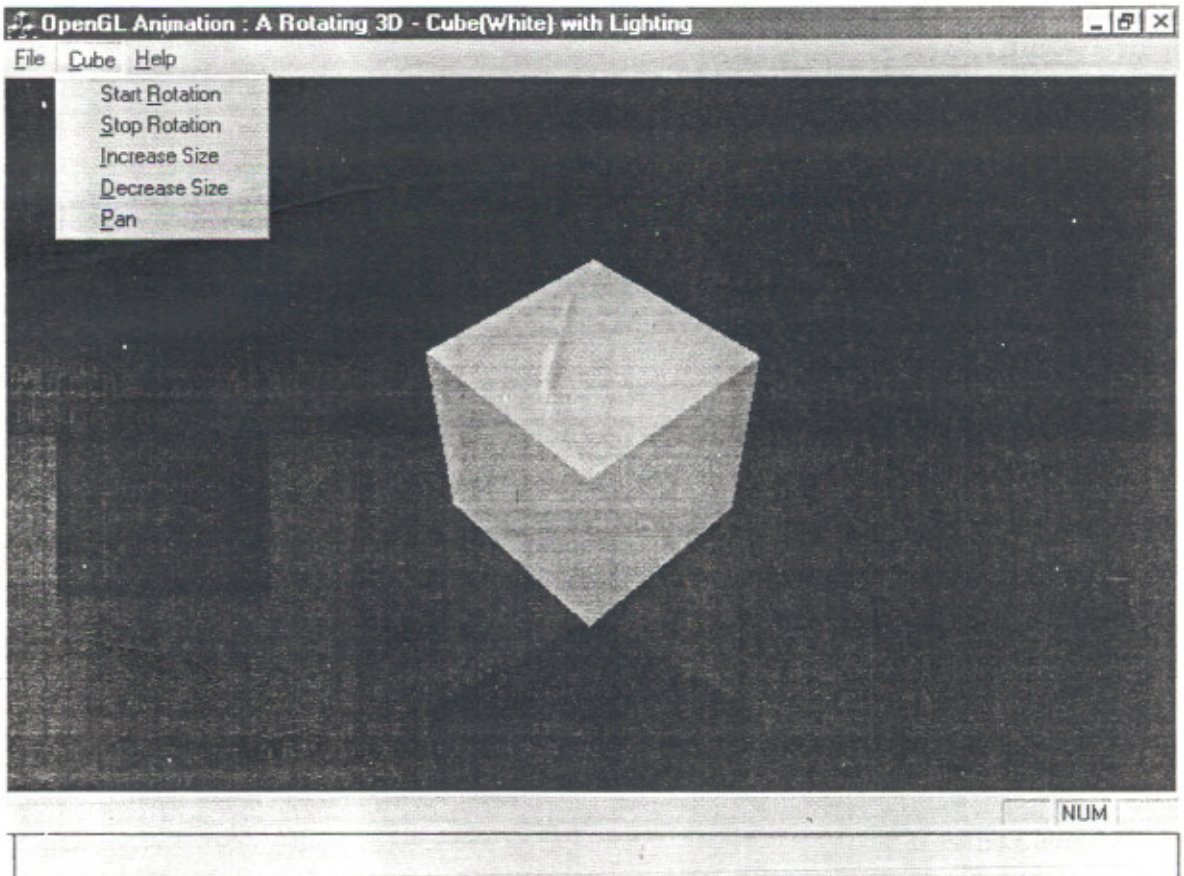 OpenGL Animation : A Rotating 3D - Cube(White) with Lighting
File Cube Help
Start Rotation
Stop Rotation
Increase Size
Decrease Size
Pan
NUM